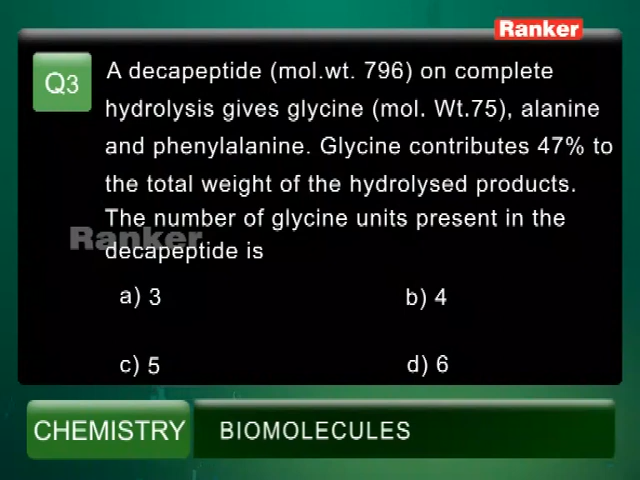 Ranker
Q3
A decapeptide (mol.wt. 796) on complete
hydrolysis gives glycine (mol. Wt.75), alanine
and phenylalanine. Glycine contributes 47% to
the total weight of the hydrolysed products.
The number of glycine units present in the
Ranker
decapeptide is
a) 3
b) 4
c) 5
d) 6
CHEMISTRY
BIOMOLECULES